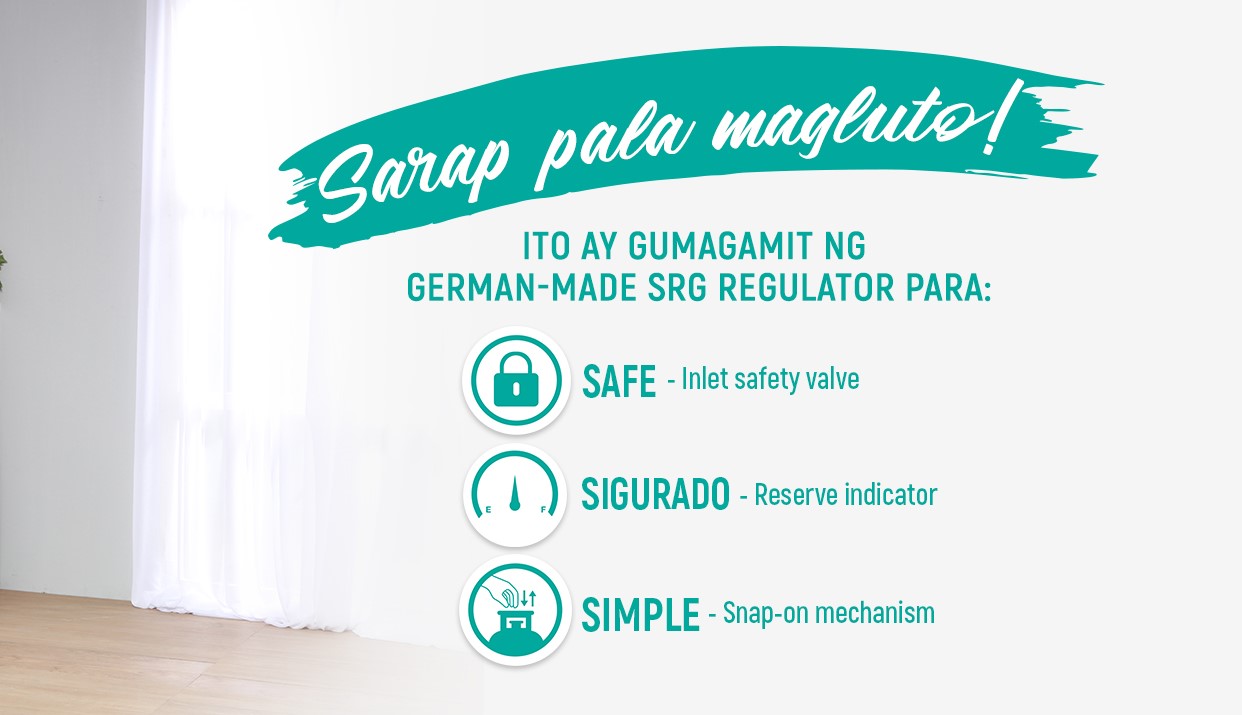 Sarap pala magluto!
ITO AY GUMAGAMIT NG
GERMAN-MADE SRG REGULATOR PARA:
SAFE - Inlet safety valve
E F
SIGURADO - Reserve indicator
SIMPLE - Snap-on mechanism